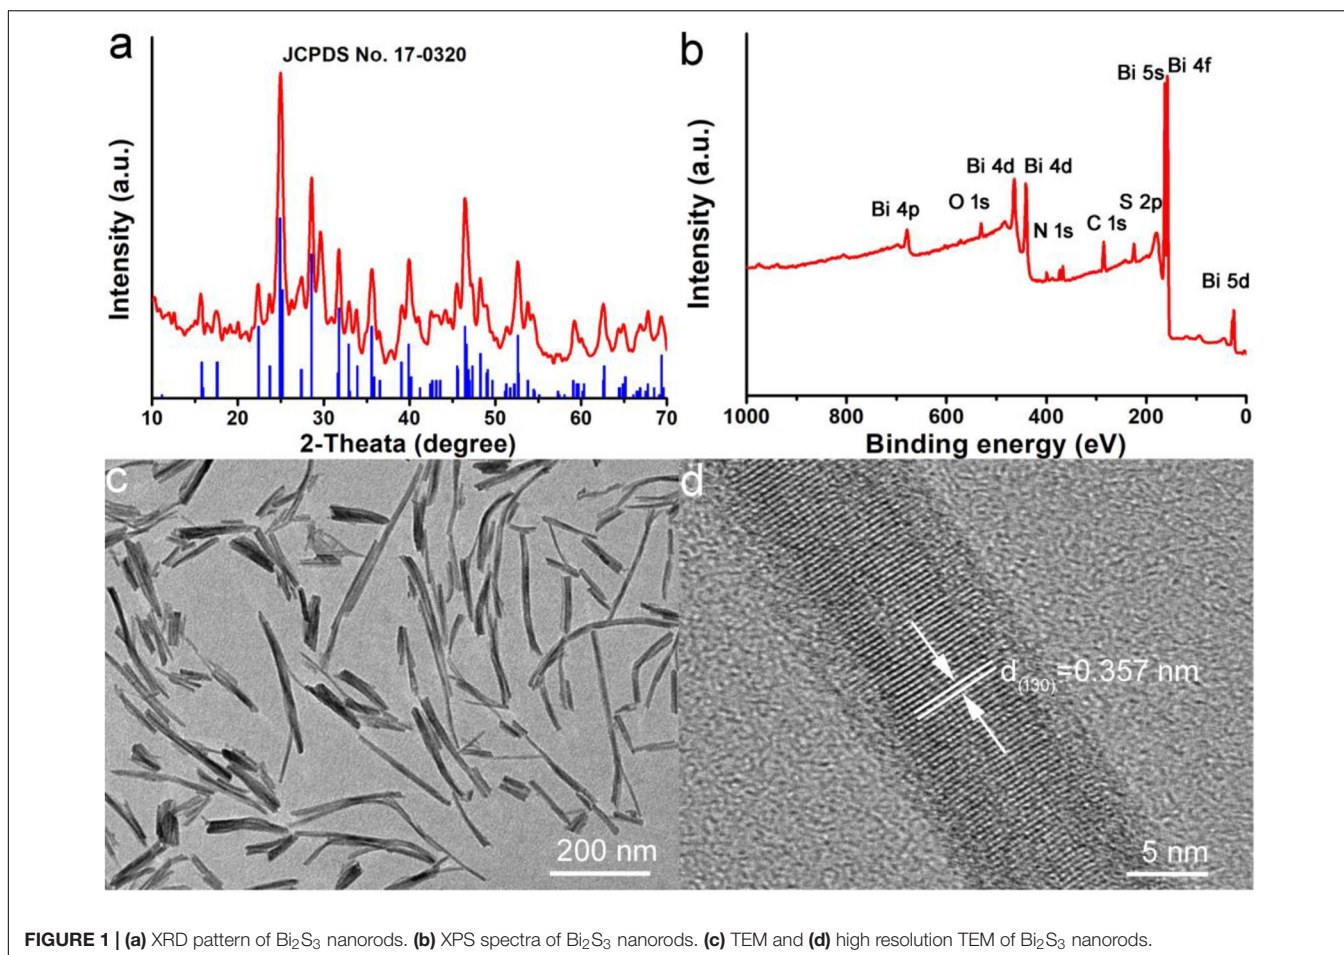 a
JCPDS No. 17-0320
Intensity (a.u.)
10 20 30 40 50 60 70
2-Theata (degree)
b
Bi 5s Bi 4f
Bi 4d Bi 4d
Bi 4p O 1s N 1s C 1s S 2p
Bi 5d
Intensity (a.u.)
1000 800 600 400 200 0
Binding energy (eV)
c
200 nm
d
d(130)=0.357 nm
5 nm
FIGURE 1 | (a) XRD pattern of Bi₂S₃ nanorods. (b) XPS spectra of Bi₂S₃ nanorods. (c) TEM and (d) high resolution TEM of Bi₂S₃ nanorods.